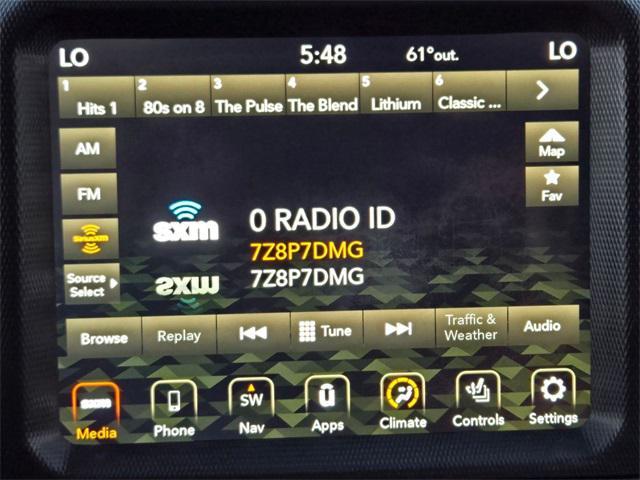 LO 5:48 61°out. LO
1 2 3 4 5 6
Hits 1 80s on 8 The Pulse The Blend Lithium Classic ...
AM
Map
FM
Fav
sxm 0 RADIO ID
SiriusXM 7Z8P7DMG
Source
Select
sxm 7Z8P7DMG
Browse Replay Tune Traffic &
Weather Audio
sxm SW u
Media Phone Nav Apps Climate Controls Settings